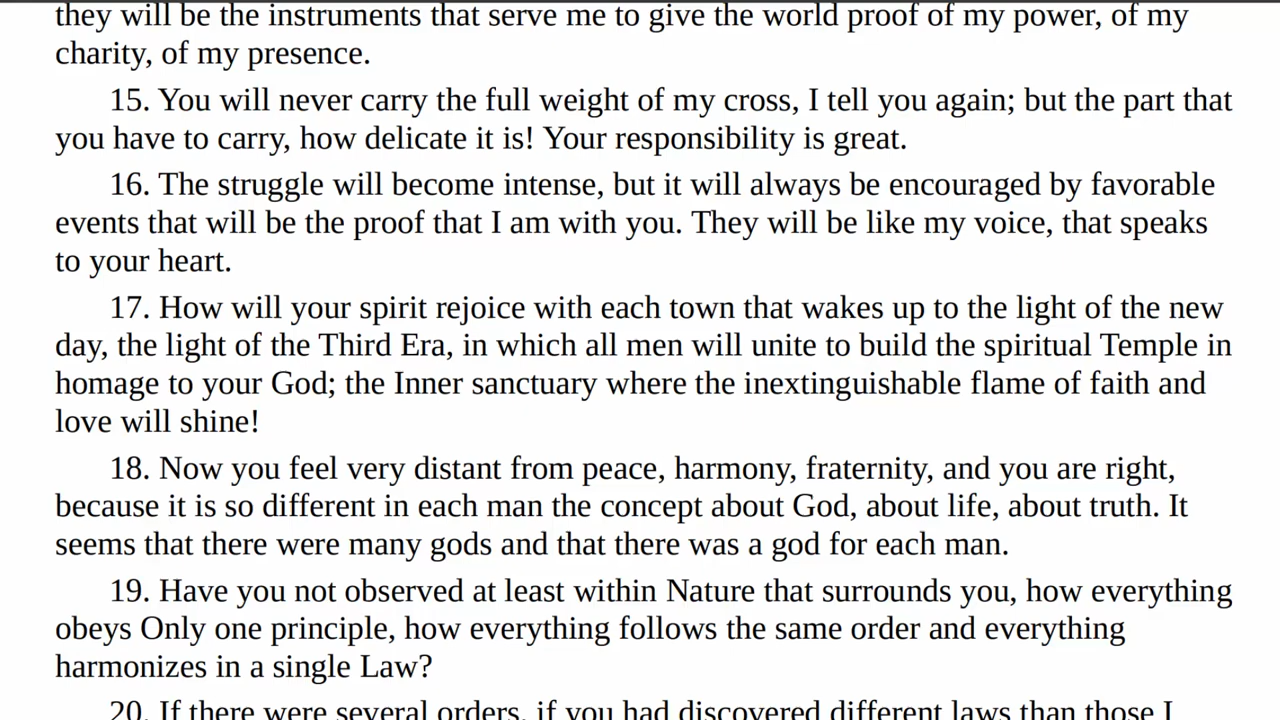 they will be the instruments that serve me to give the world proof of my power, of my
charity, of my presence.
15. You will never carry the full weight of my cross, I tell you again; but the part that
you have to carry, how delicate it is! Your responsibility is great.
16. The struggle will become intense, but it will always be encouraged by favorable
events that will be the proof that I am with you. They will be like my voice, that speaks
to your heart.
17. How will your spirit rejoice with each town that wakes up to the light of the new
day, the light of the Third Era, in which all men will unite to build the spiritual Temple in
homage to your God; the Inner sanctuary where the inextinguishable flame of faith and
love will shine!
18. Now you feel very distant from peace, harmony, fraternity, and you are right,
because it is so different in each man the concept about God, about life, about truth. It
seems that there were many gods and that there was a god for each man.
19. Have you not observed at least within Nature that surrounds you, how everything
obeys Only one principle, how everything follows the same order and everything
harmonizes in a single Law?
20. If there were several orders, if you had discovered different laws than those I